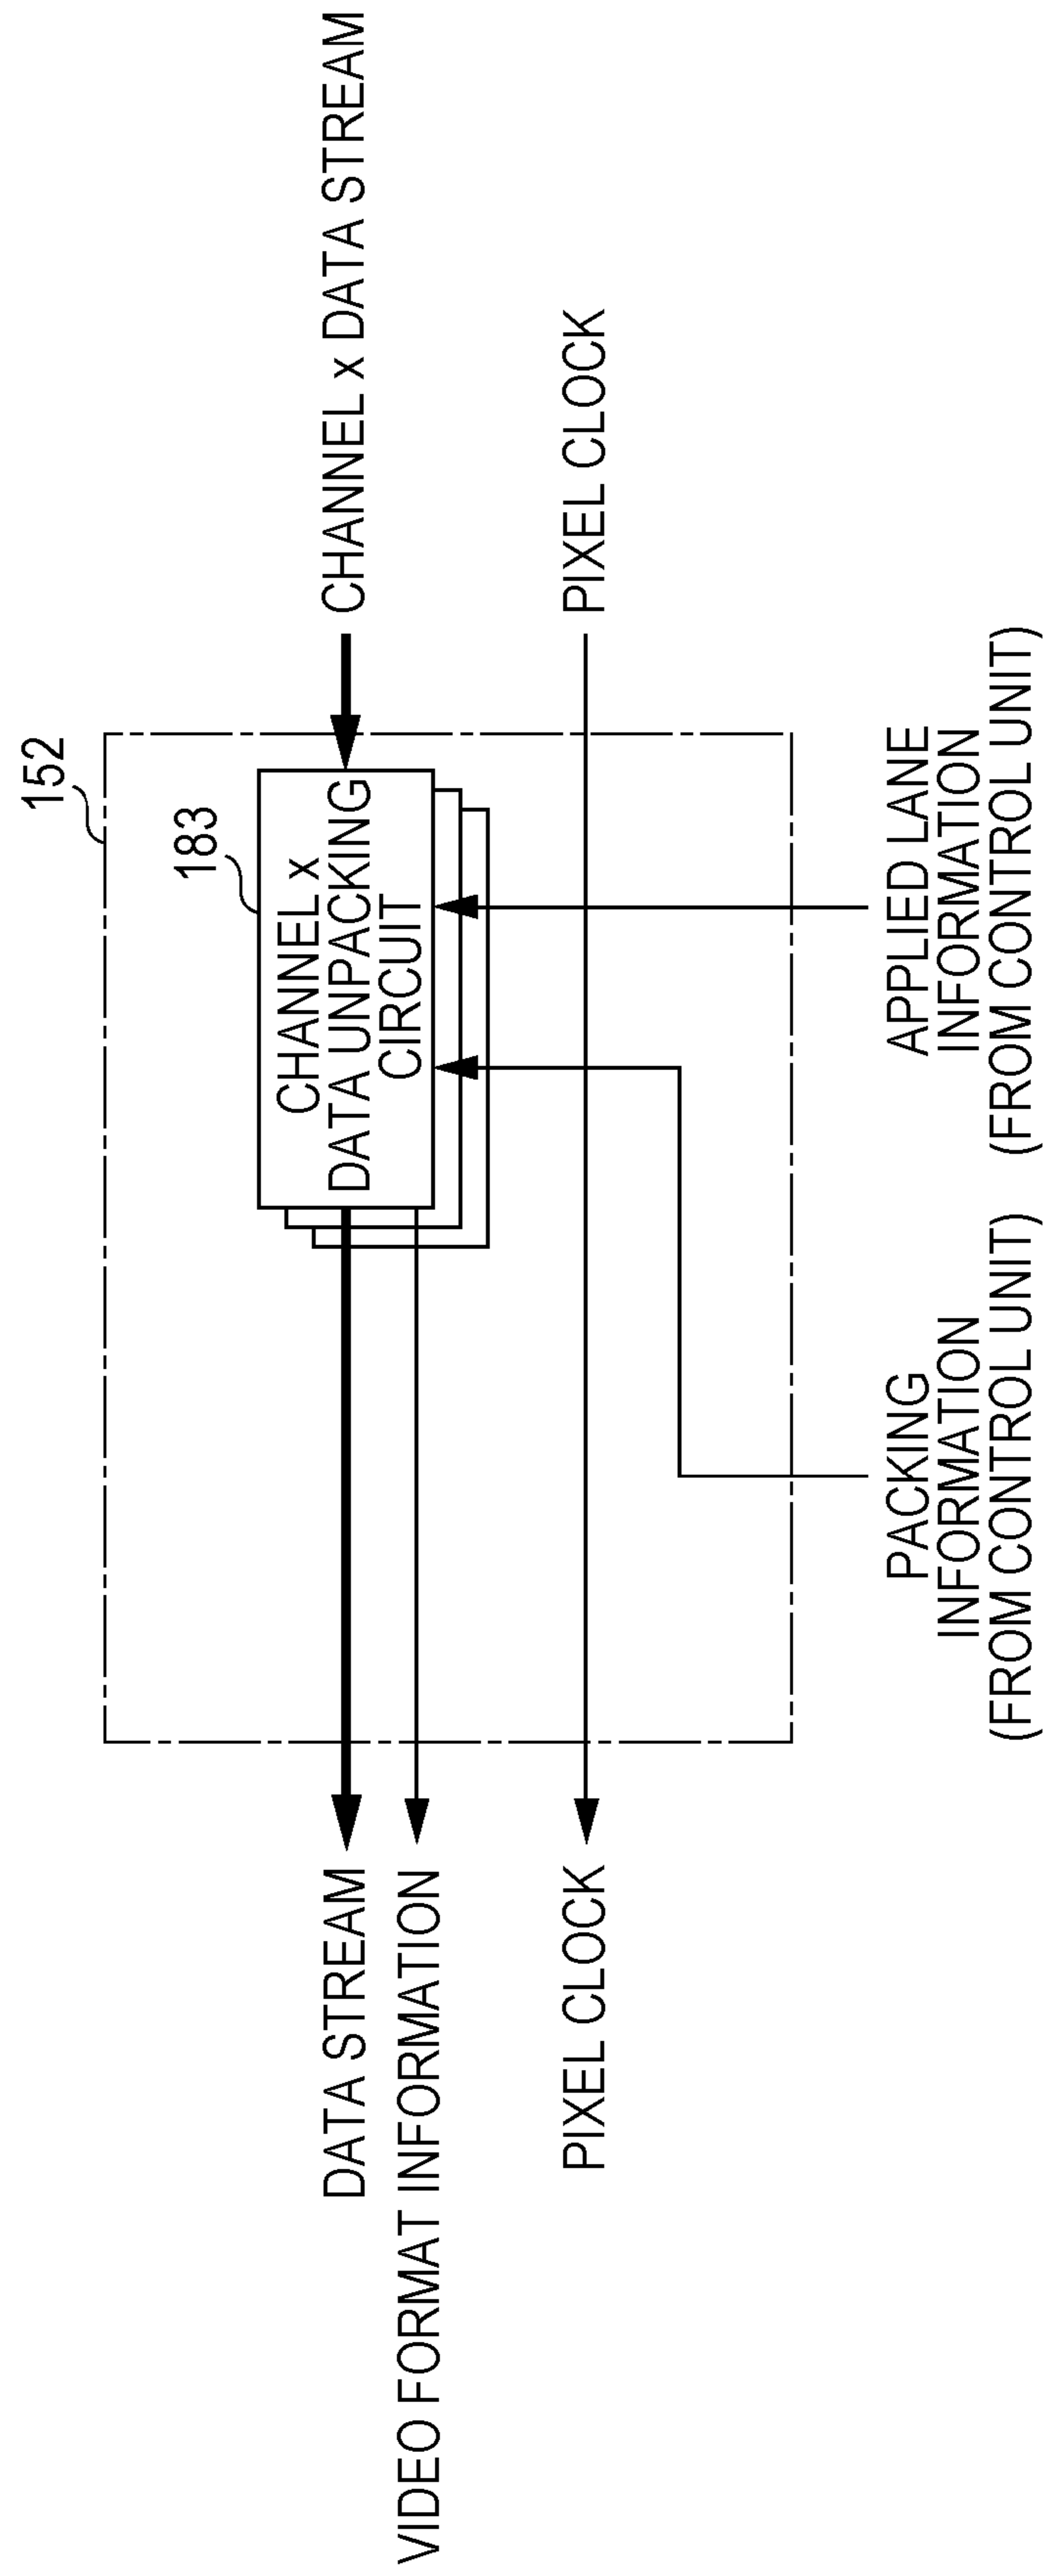 152
183
DATA STREAM
VIDEO FORMAT INFORMATION
PIXEL CLOCK
CHANNEL x
DATA UNPACKING
CIRCUIT
CHANNEL x DATA STREAM
PIXEL CLOCK
PACKING
INFORMATION
(FROM CONTROL UNIT)
APPLIED LANE
INFORMATION
(FROM CONTROL UNIT)